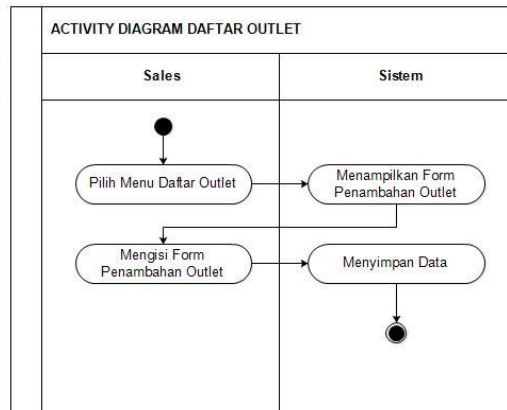 ACTIVITY DIAGRAM DAFTAR OUTLET
Sales
Sistem
Pilih Menu Daftar Outlet
Menampilkan Form
Penambahan Outlet
Mengisi Form
Penambahan Outlet
Menyimpan Data